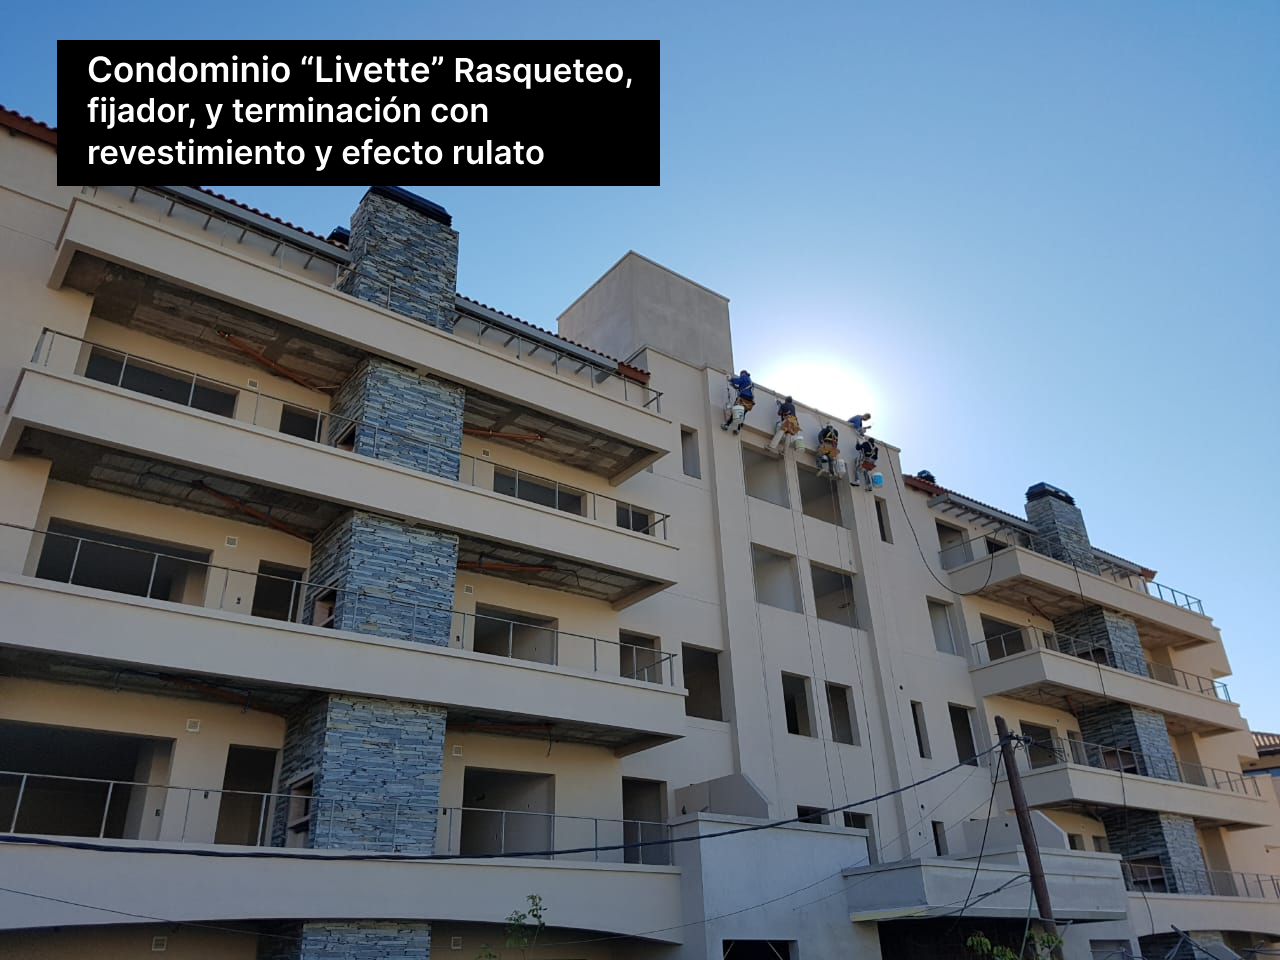 Condominio “Livette” Rasqueteo,
fijador, y terminación con
revestimiento y efecto rulato